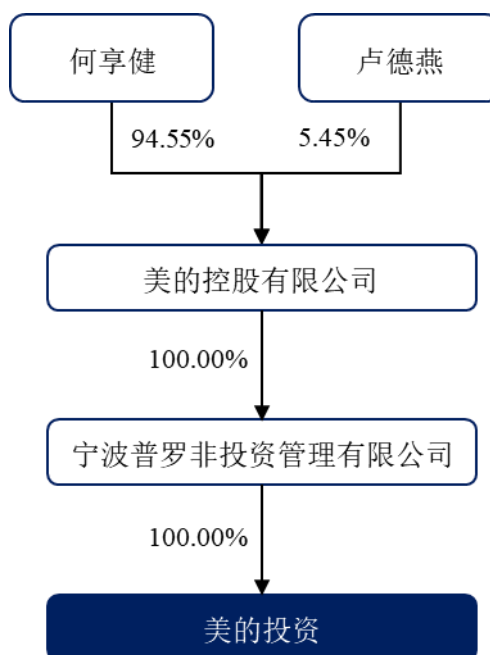 何享健
卢德燕
94.55%
5.45%
美的控股有限公司
100.00%
宁波普罗非投资管理有限公司
100.00%
美的投资